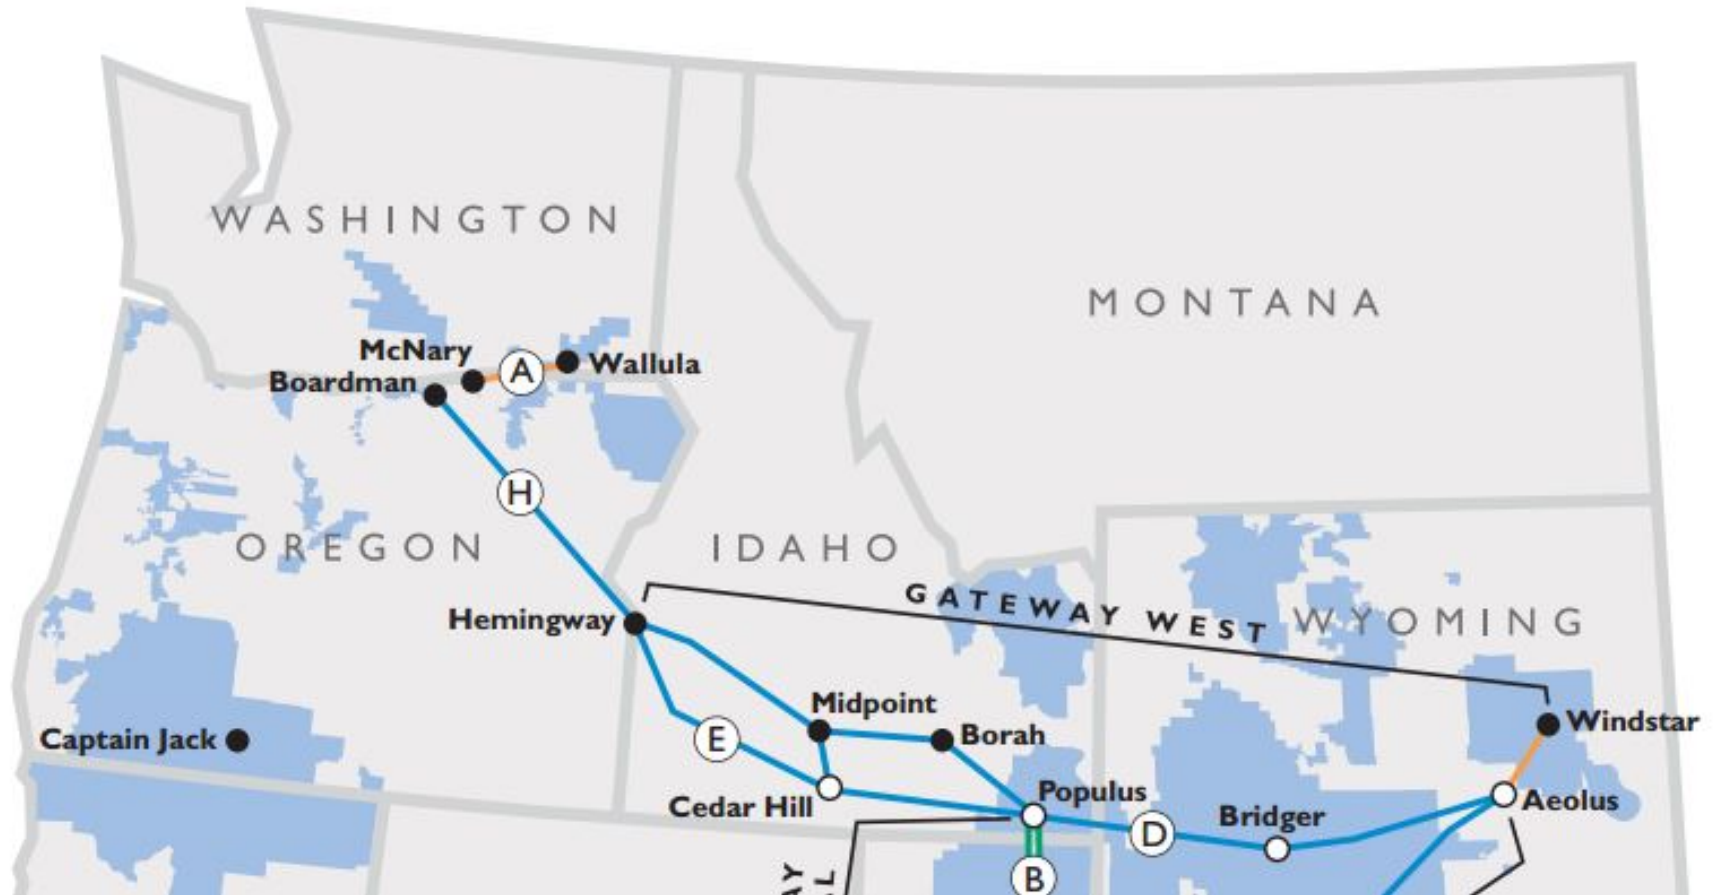 WASHINGTON
MONTANA
McNary
A
Wallula
Boardman
H
OREGON
IDAHO
GATEWAY WEST
WYOMING
Hemingway
Midpoint
Windstar
Captain Jack
E
Borah
Populus
Cedar Hill
Bridger
Aeolus
D
B